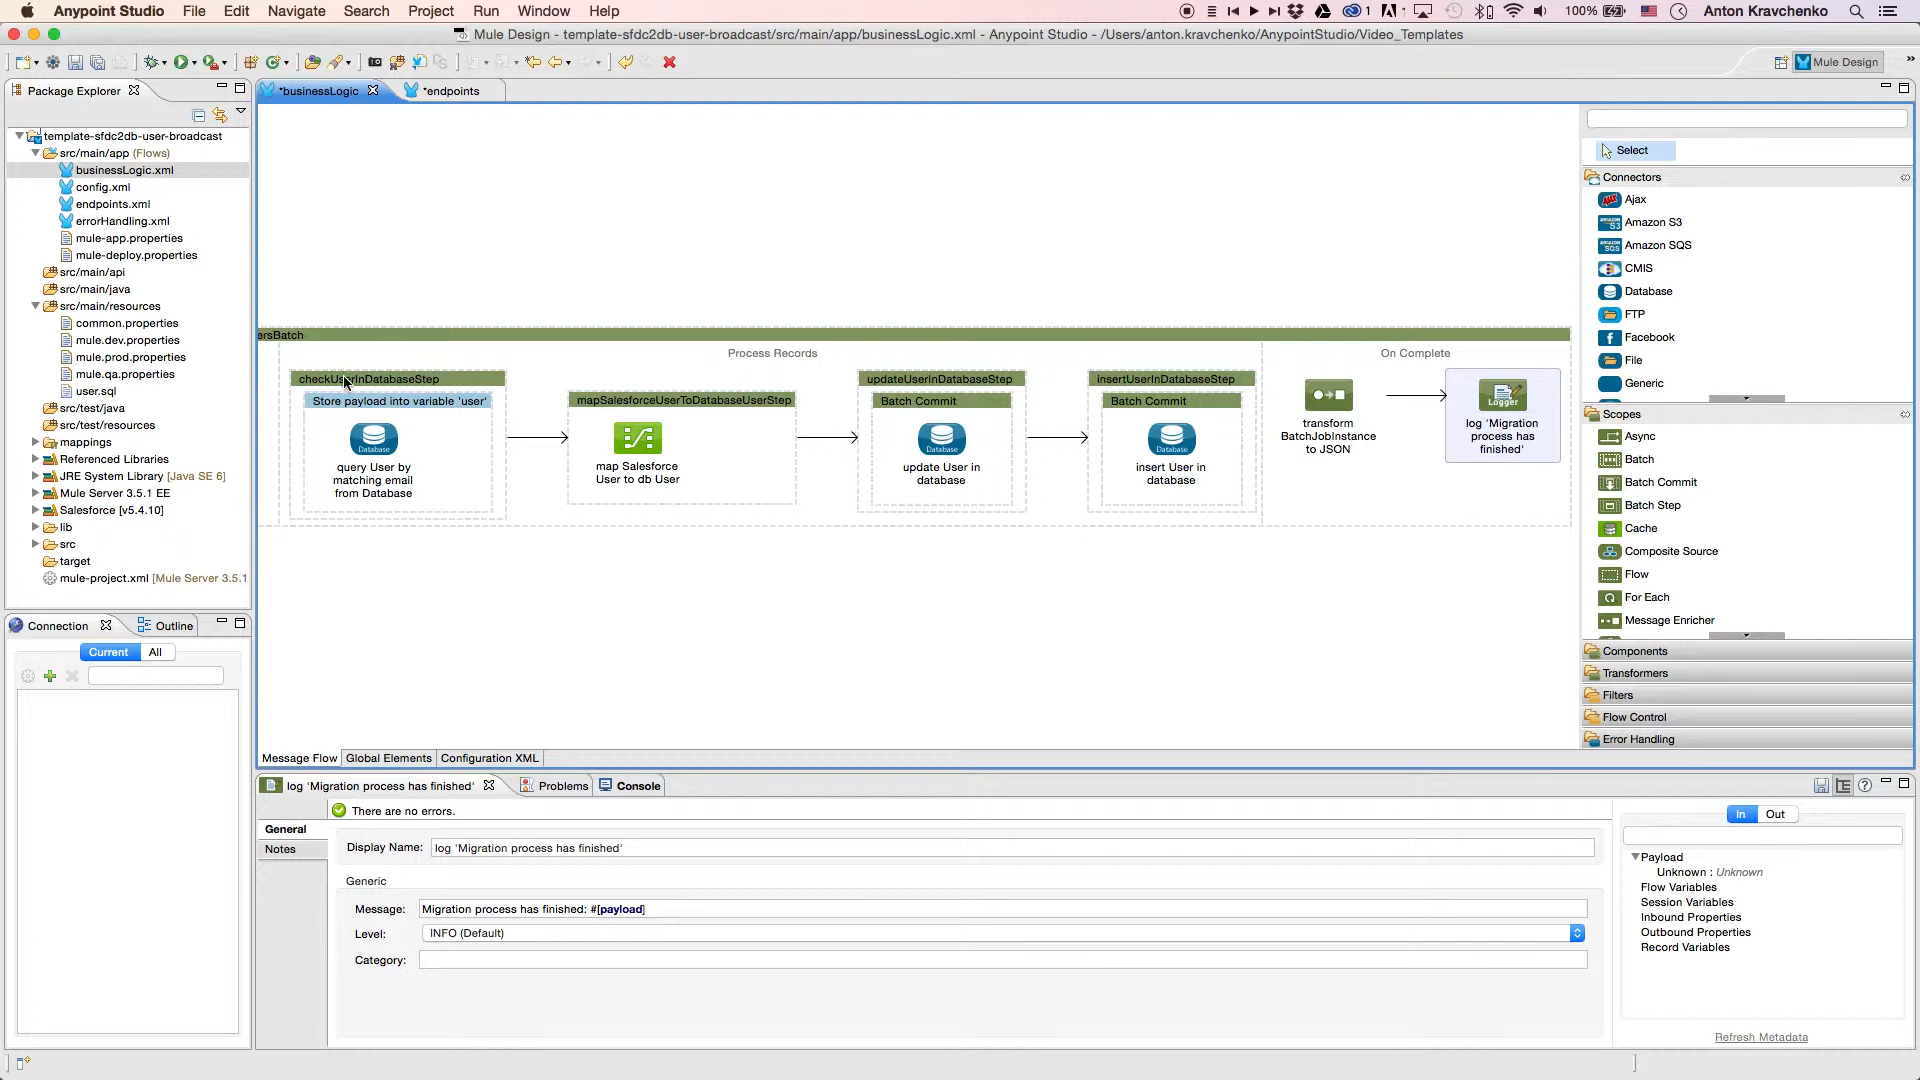 Anypoint Studio File Edit Navigate Search Project Run Window Help
1 1 100% Anton Kravchenko
Mule Design - template-sfdc2db-user-broadcast/src/main/app/businessLogic.xml - Anypoint Studio - /Users/anton.kravchenko/AnypointStudio/Video_Templates
Mule Design
Package Explorer
template-sfdc2db-user-broadcast
src/main/app (Flows)
businessLogic.xml
config.xml
endpoints.xml
errorHandling.xml
mule-app.properties
mule-deploy.properties
src/main/api
src/main/java
src/main/resources
common.properties
mule.dev.properties
mule.prod.properties
mule.qa.properties
user.sql
src/test/java
src/test/resources
mappings
Referenced Libraries
JRE System Library [Java SE 6]
Mule Server 3.5.1 EE
Salesforce [v5.4.10]
lib
src
target
mule-project.xml [Mule Server 3.5.1
Connection Outline
Current All
*businessLogic *endpoints
ersBatch
Process Records
On Complete
checkUserInDatabaseStep
Store payload into variable 'user'
Database
query User by
matching email
from Database
mapSalesforceUserToDatabaseUserStep
map Salesforce
User to db User
updateUserInDatabaseStep
Batch Commit
Database
update User in
database
insertUserInDatabaseStep
Batch Commit
Database
insert User in
database
transform
BatchJobInstance
to JSON
Logger
log 'Migration
process has
finished'
Message Flow Global Elements Configuration XML
Select
Connectors
Ajax
Amazon S3
Amazon SQS
CMIS
Database
FTP
Facebook
File
Generic
Scopes
Async
Batch
Batch Commit
Batch Step
Cache
Composite Source
Flow
For Each
Message Enricher
Components
Transformers
Filters
Flow Control
Error Handling
log 'Migration process has finished' Problems Console
There are no errors.
General
Notes
Display Name: log 'Migration process has finished'
Generic
Message: Migration process has finished: #[payload]
Level: INFO (Default)
Category:
In Out
Payload
Unknown : Unknown
Flow Variables
Session Variables
Inbound Properties
Outbound Properties
Record Variables
Refresh Metadata